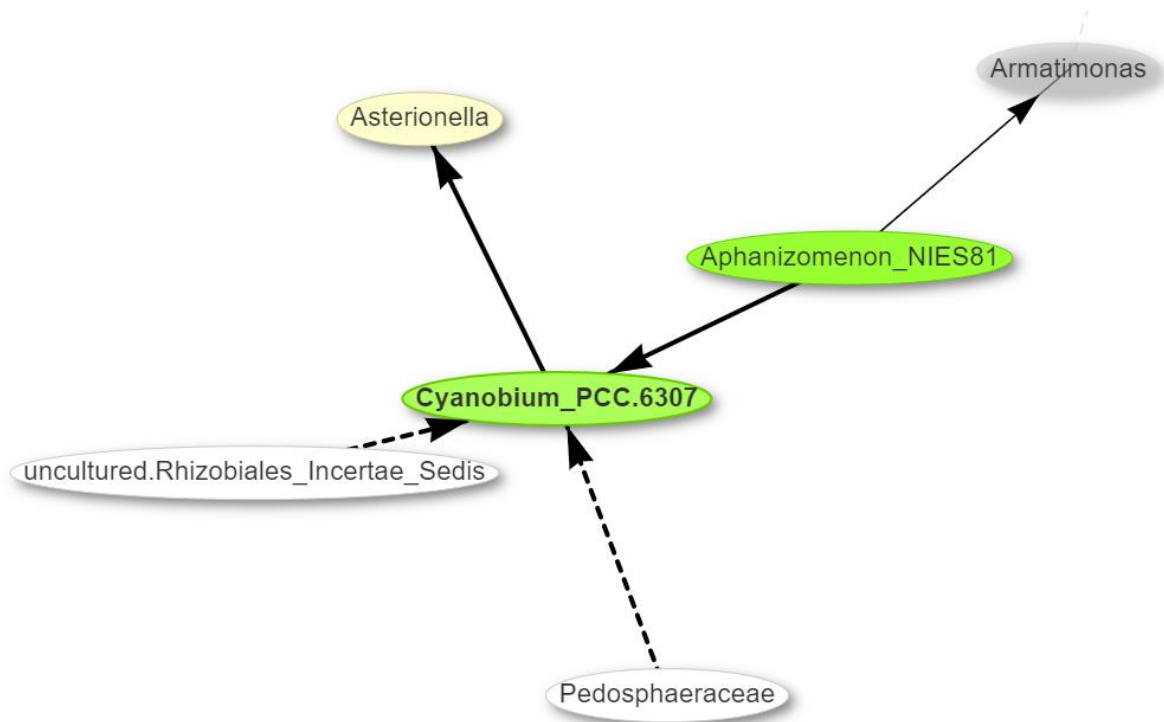 Armatimonas
Asterionella
Aphanizomenon_NIES81
Cyanobium_PCC.6307
uncultured.Rhizobiales_Incertae_Sedis
Pedosphaeraceae